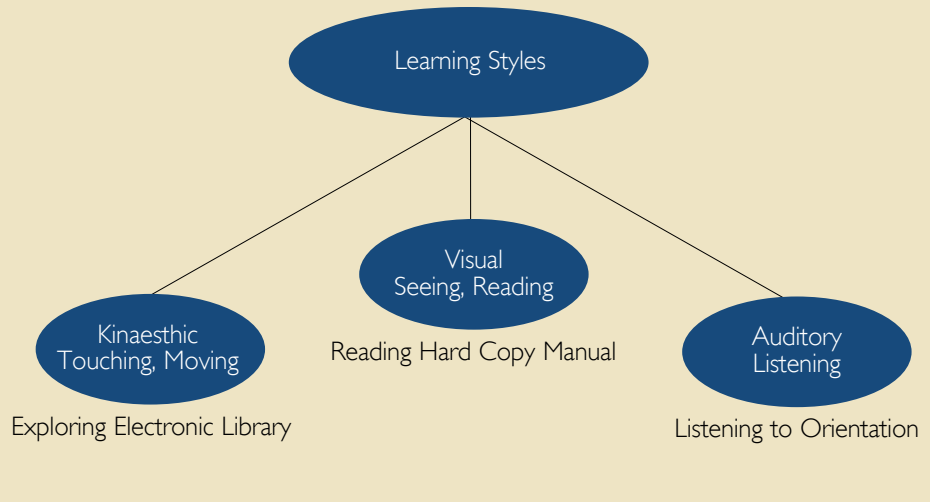 Learning Styles
Visual
Seeing, Reading
Reading Hard Copy Manual
Kinaesthic
Touching, Moving
Exploring Electronic Library
Auditory
Listening
Listening to Orientation